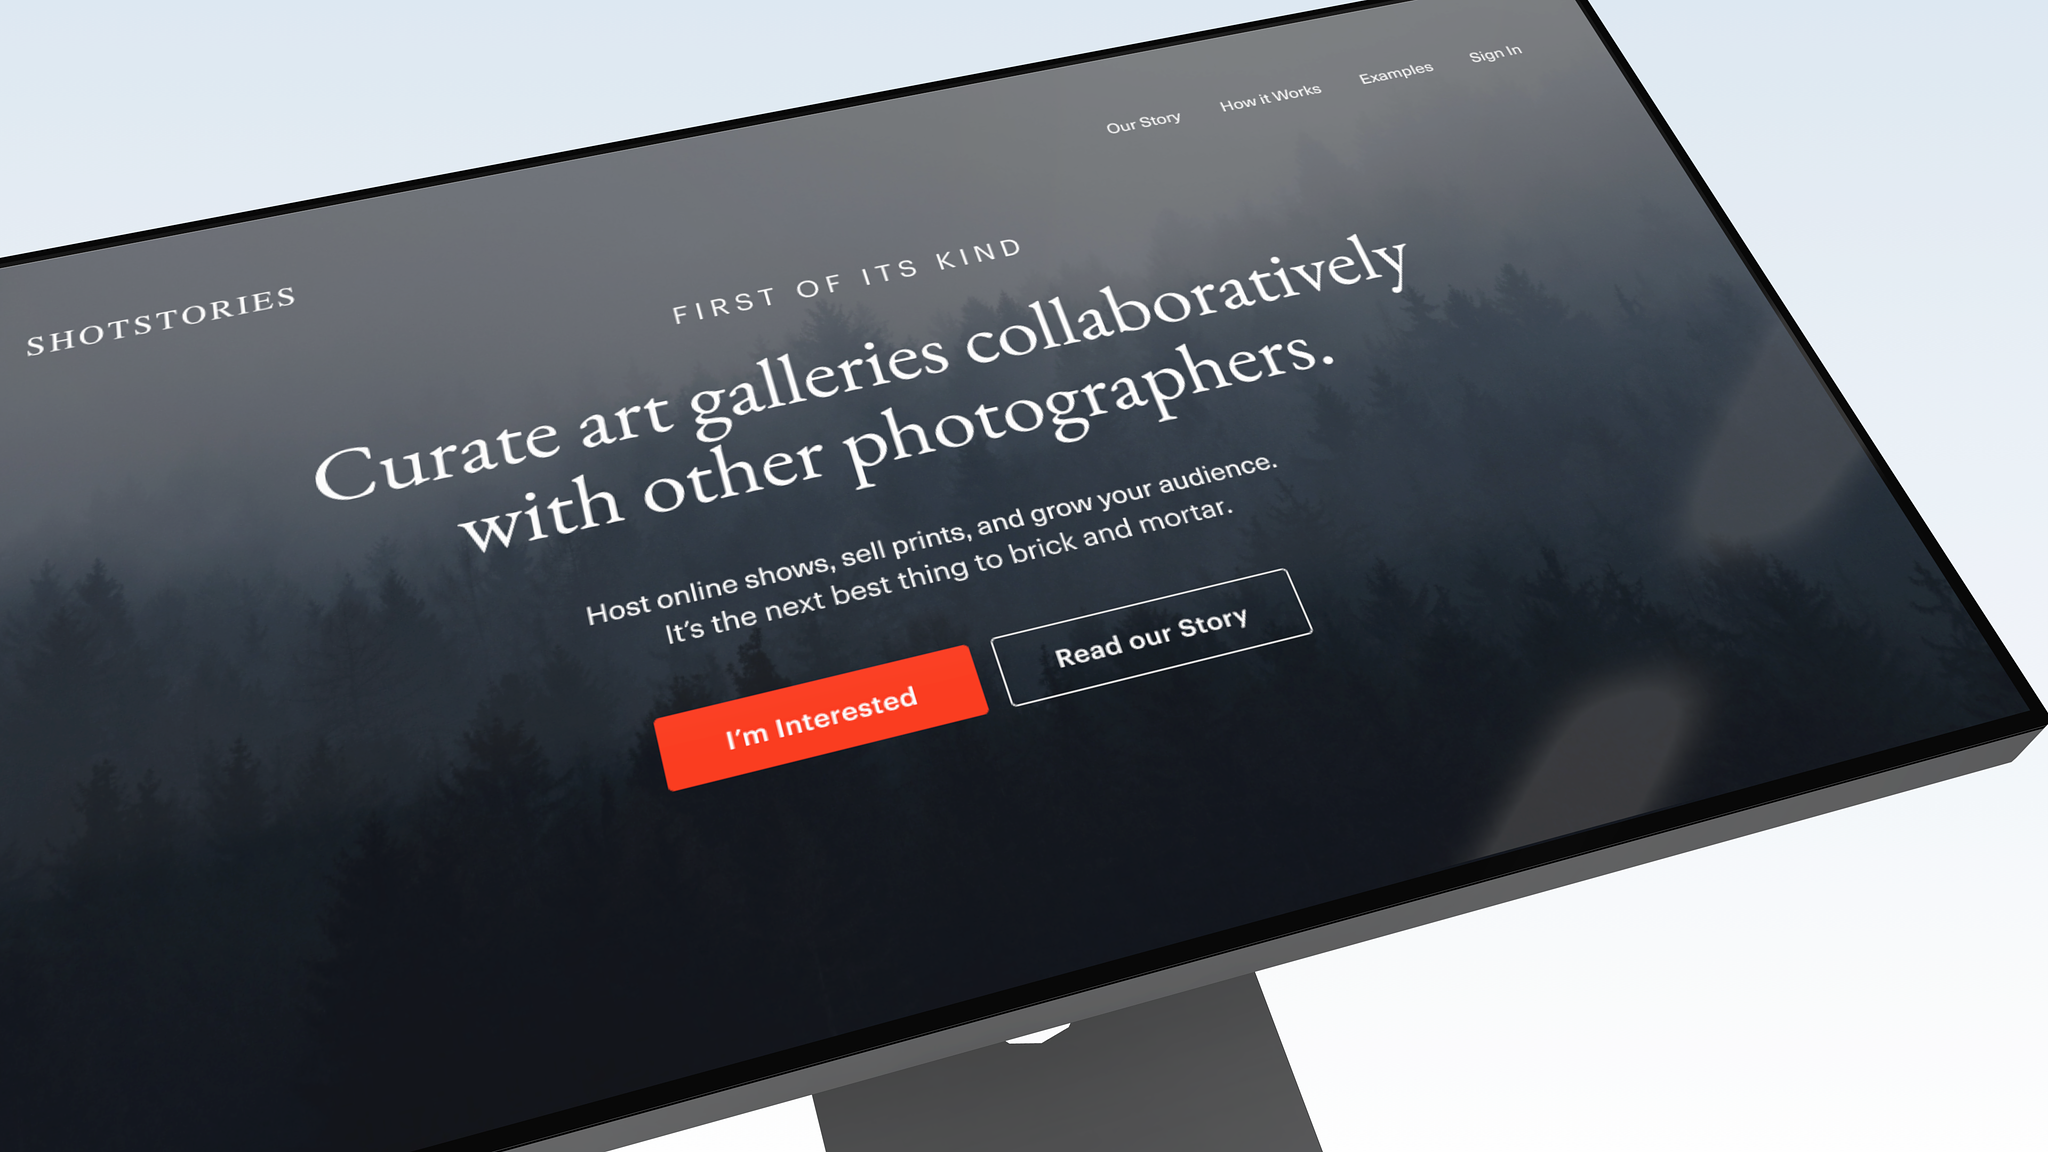 SHOTSTORIES
Our Story
How it Works
Examples
Sign In
FIRST OF ITS KIND
Curate art galleries collaboratively
with other photographers.
Host online shows, sell prints, and grow your audience.
It’s the next best thing to brick and mortar.
I’m Interested
Read our Story